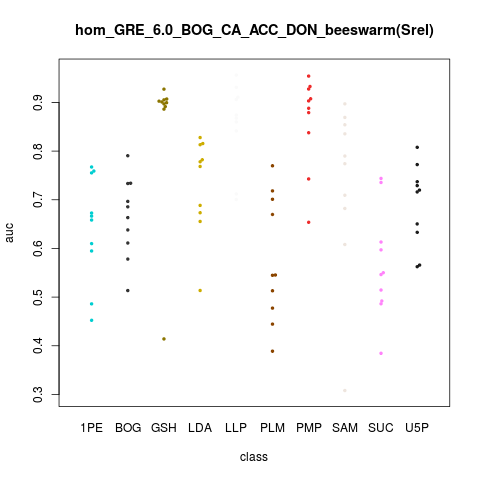 hom_GRE_6.0_BOG_CA_ACC_DON_beeswarm(Srel)
auc
0.9
0.8
0.7
0.6
0.5
0.4
0.3
1PE BOG GSH LDA LLP PLM PMP SAM SUC U5P
class